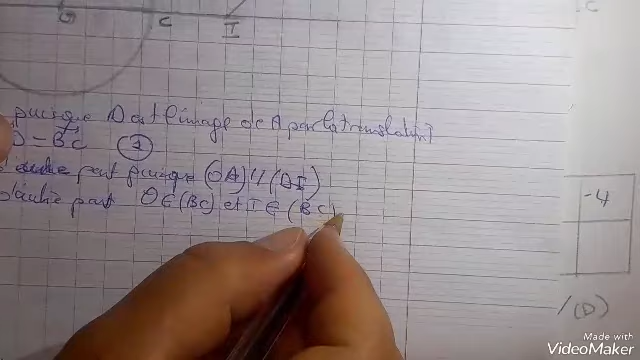 O C I
puisque D est l'image de A par la translation
D = BC ①
d'autre part puisque (OA) // (DI)
d'autre part O ∈ (BC) et I ∈ (BC)
-4
/(D)
Made with
VideoMaker